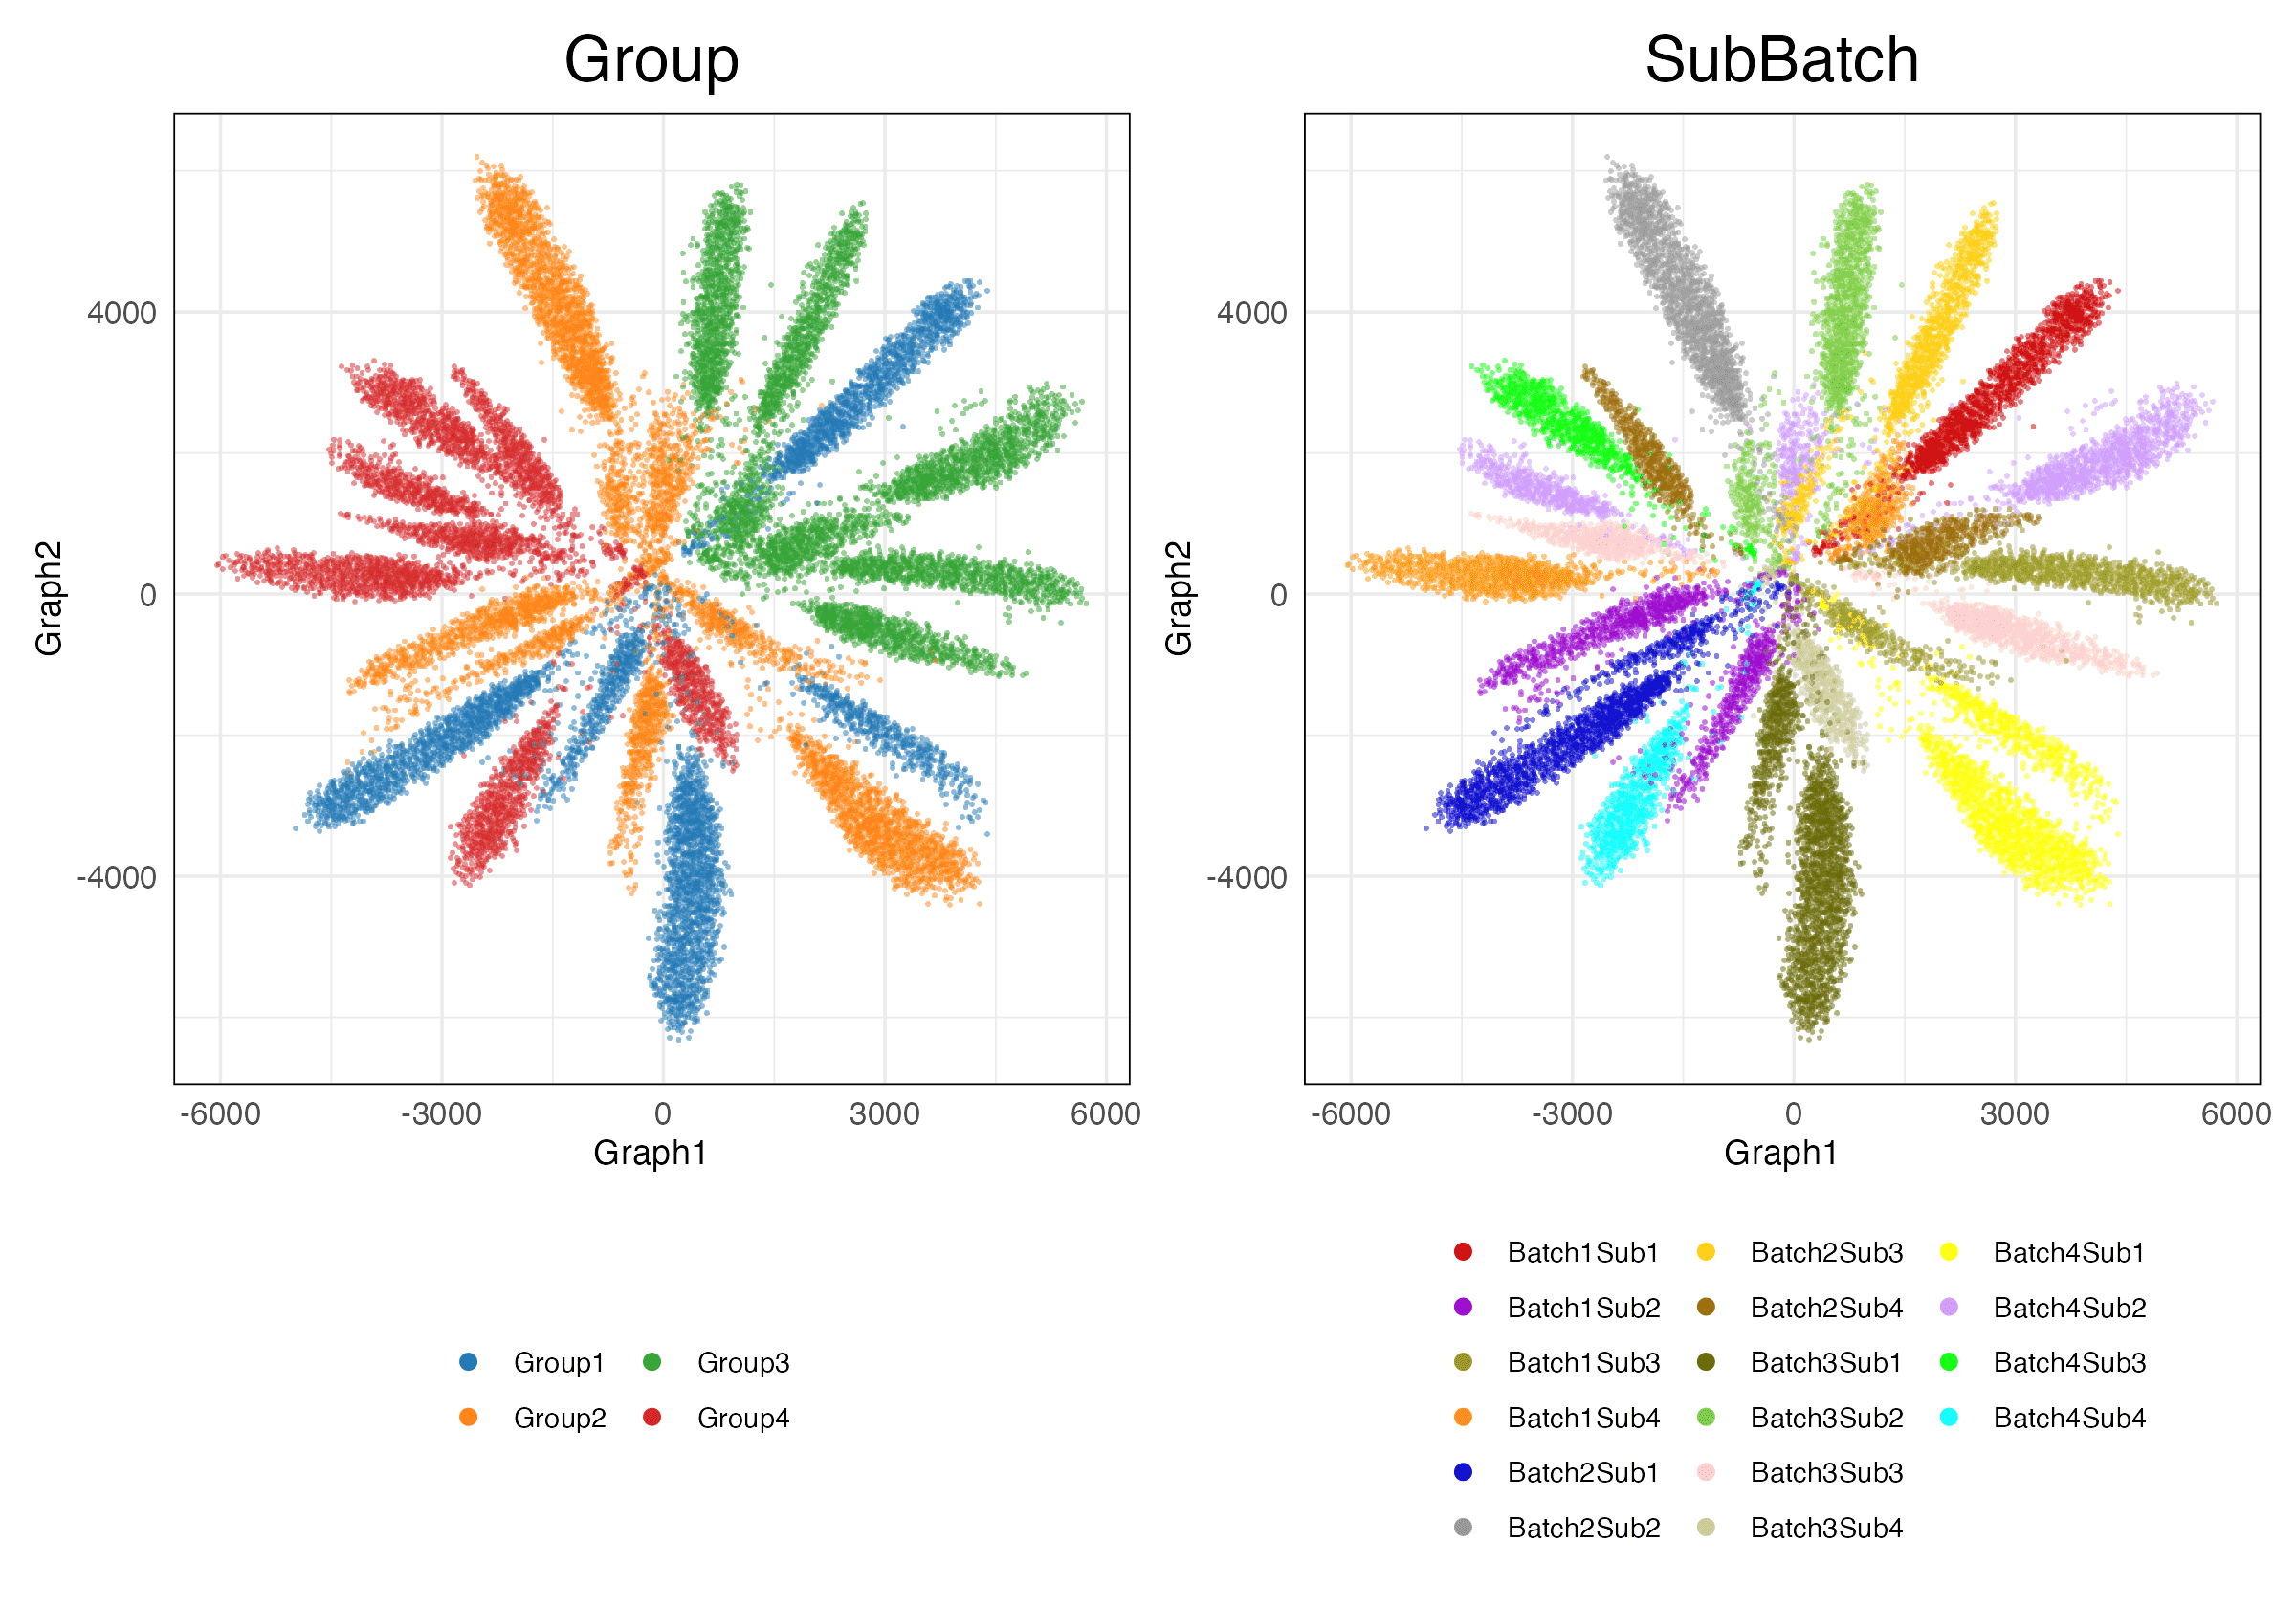 Group
SubBatch
Graph2
4000
0
-4000
-6000
-3000
0
3000
6000
Graph1
Graph2
4000
0
-4000
-6000
-3000
0
3000
6000
Graph1
Group1
Group3
Group2
Group4
Batch1Sub1
Batch2Sub3
Batch4Sub1
Batch1Sub2
Batch2Sub4
Batch4Sub2
Batch1Sub3
Batch3Sub1
Batch4Sub3
Batch1Sub4
Batch3Sub2
Batch4Sub4
Batch2Sub1
Batch3Sub3
Batch2Sub2
Batch3Sub4